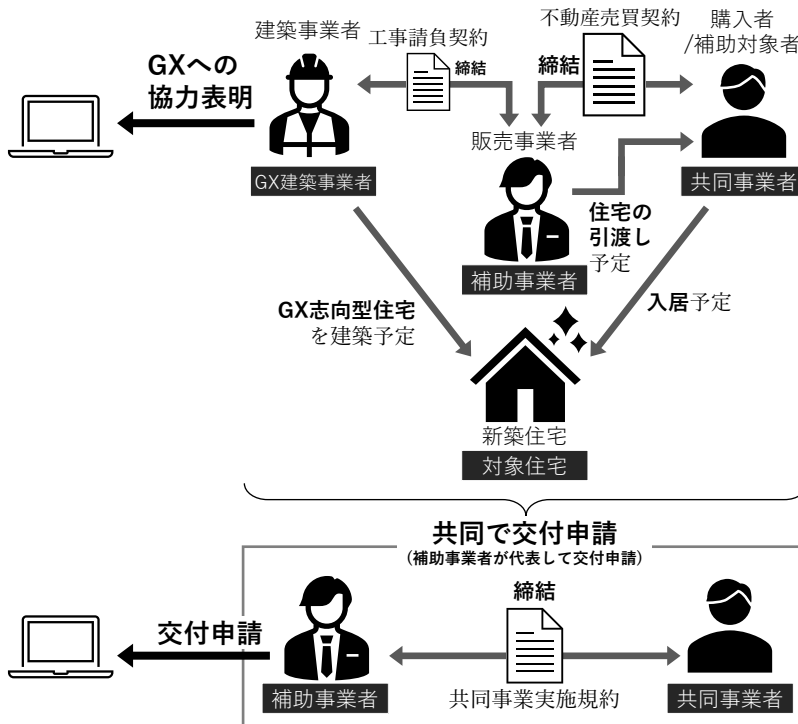 建築事業者
工事請負契約
不動産売買契約
購入者
/補助対象者
GXへの
協力表明
締結
締結
販売事業者
GX建築事業者
共同事業者
住宅の
引渡し
予定
補助事業者
GX志向型住宅
を建築予定
入居予定
新築住宅
対象住宅
共同で交付申請
(補助事業者が代表して交付申請)
締結
交付申請
補助事業者
共同事業実施規約
共同事業者